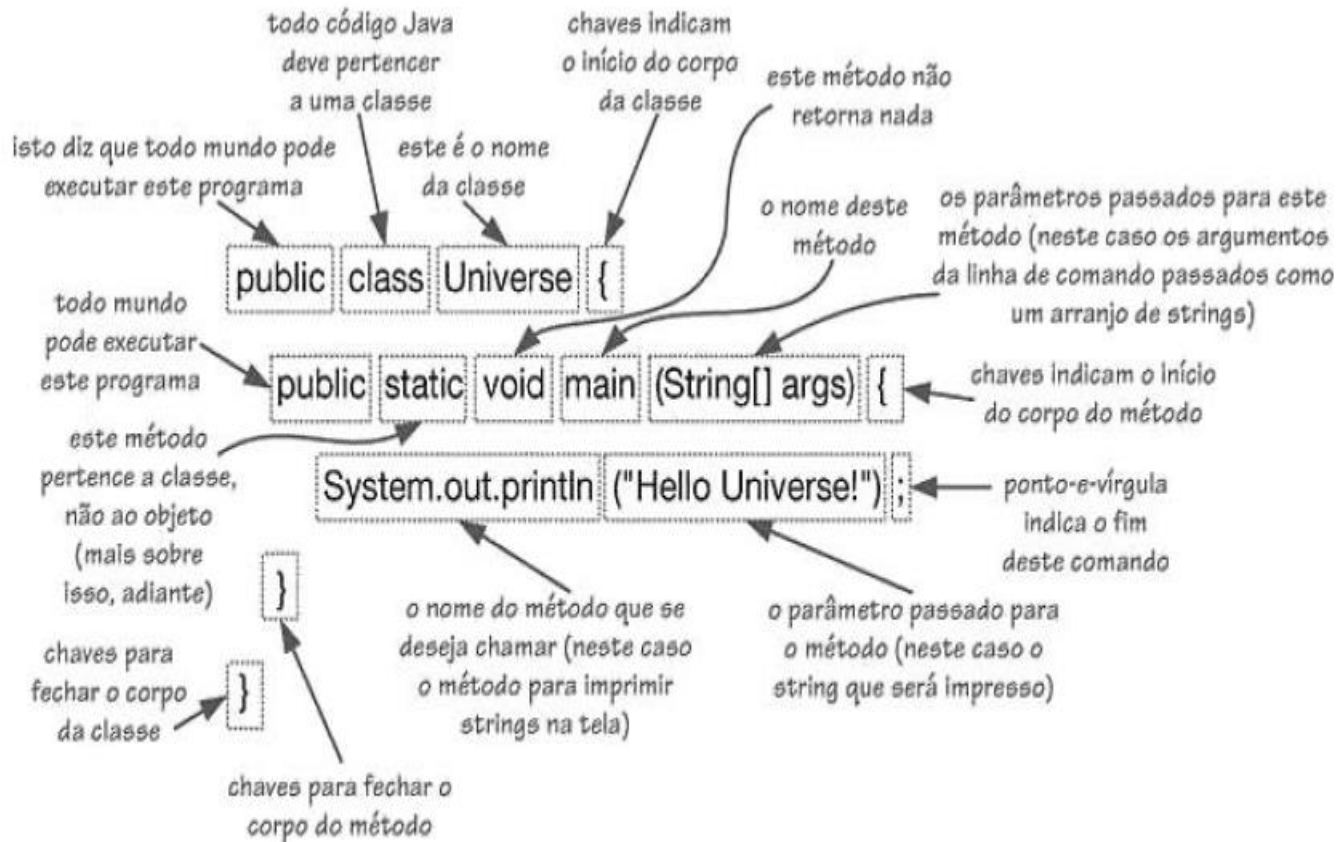 todo código Java
deve pertencer
a uma classe
chaves indicam
o início do corpo
da classe
este método não
retorna nada
isto diz que todo mundo pode
executar este programa
este é o nome
da classe
o nome deste
método
os parâmetros passados para este
método (neste caso os argumentos
da linha de comando passados como
um arranjo de strings)
public class Universe {
todo mundo
pode executar
este programa
public static void main (String[] args) {
chaves indicam o início
do corpo do método
este método
pertence a classe,
não ao objeto
(mais sobre
isso, adiante)
System.out.println ("Hello Universe!") ;
ponto-e-vírgula
indica o fim
deste comando
}
o nome do método que se
deseja chamar (neste caso
o método para imprimir
strings na tela)
o parâmetro passado para
o método (neste caso o
string que será impresso)
chaves para
fechar o corpo
da classe
}
chaves para fechar o
corpo do método